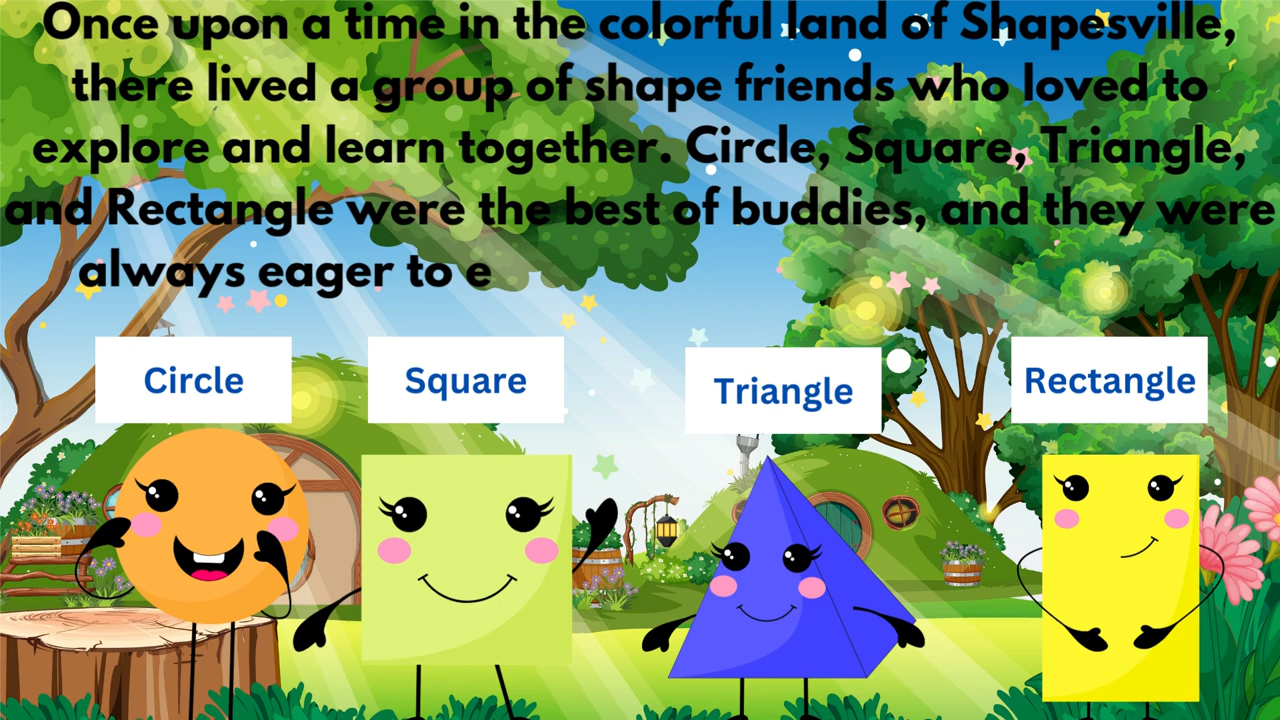 Once upon a time in the colorful land of Shapesville,
there lived a group of shape friends who loved to
explore and learn together. Circle, Square, Triangle,
and Rectangle were the best of buddies, and they were
always eager to e
Circle
Square
Triangle
Rectangle